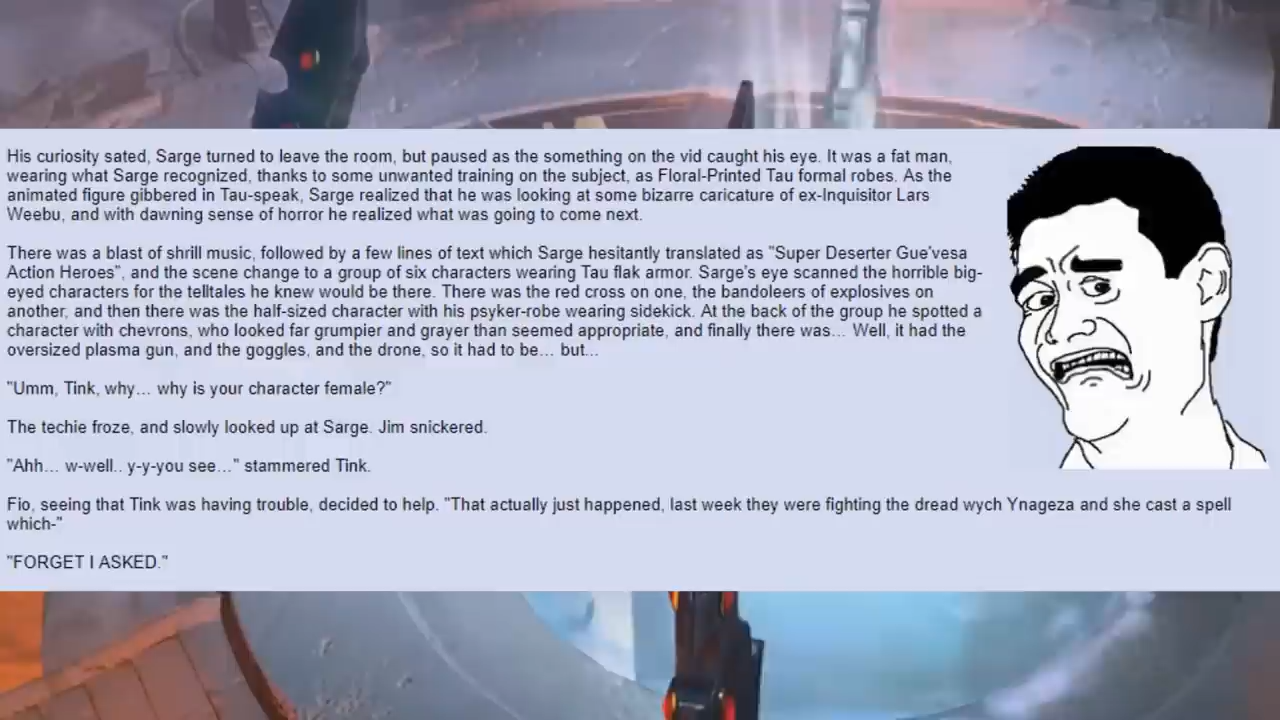 His curiosity sated, Sarge turned to leave the room, but paused as the something on the vid caught his eye. It was a fat man,
wearing what Sarge recognized, thanks to some unwanted training on the subject, as Floral-Printed Tau formal robes. As the
animated figure gibbered in Tau-speak, Sarge realized that he was looking at some bizarre caricature of ex-Inquisitor Lars
Weebu, and with dawning sense of horror he realized what was going to come next.
There was a blast of shrill music, followed by a few lines of text which Sarge hesitantly translated as "Super Deserter Gue'vesa
Action Heroes", and the scene change to a group of six characters wearing Tau flak armor. Sarge's eye scanned the horrible big-
eyed characters for the telltales he knew would be there. There was the red cross on one, the bandoleers of explosives on
another, and then there was the half-sized character with his psyker-robe wearing sidekick. At the back of the group he spotted a
character with chevrons, who looked far grumpier and grayer than seemed appropriate, and finally there was... Well, it had the
oversized plasma gun, and the goggles, and the drone, so it had to be... but...
"Umm, Tink, why... why is your character female?"
The techie froze, and slowly looked up at Sarge. Jim snickered.
"Ahh... w-well.. y-y-you see..." stammered Tink.
Fio, seeing that Tink was having trouble, decided to help. "That actually just happened, last week they were fighting the dread wych Ynageza and she cast a spell
which-"
"FORGET I ASKED."